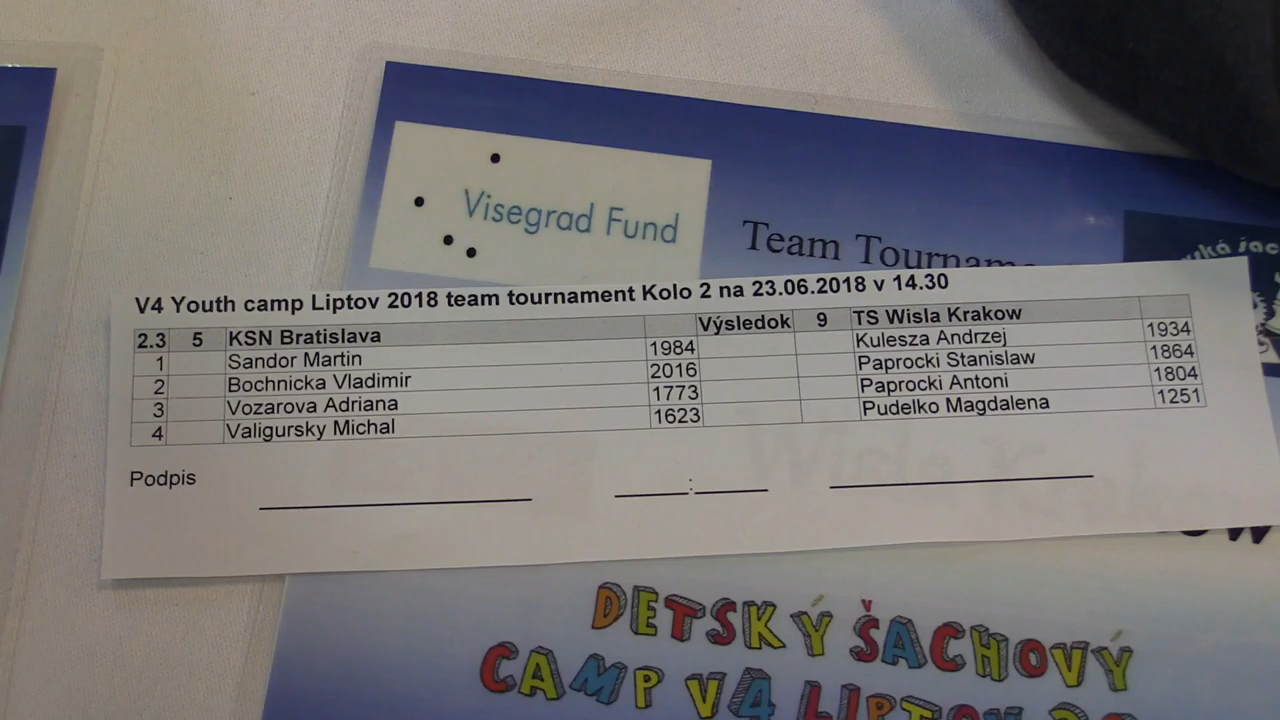 Visegrad Fund
Team Tourname
V4 Youth camp Liptov 2018 team tournament Kolo 2 na 23.06.2018 v 14.30
2.3 5 KSN Bratislava Výsledok 9 TS Wisla Krakow
1 Sandor Martin 1984 Kulesza Andrzej 1934
2 Bochnicka Vladimir 2016 Paprocki Stanislaw 1864
3 Vozarova Adriana 1773 Paprocki Antoni 1804
4 Valigursky Michal 1623 Pudelko Magdalena 1251
Podpis :
DETSKÝ ŠACHOVÝ
CAMP V4 LIPTOV